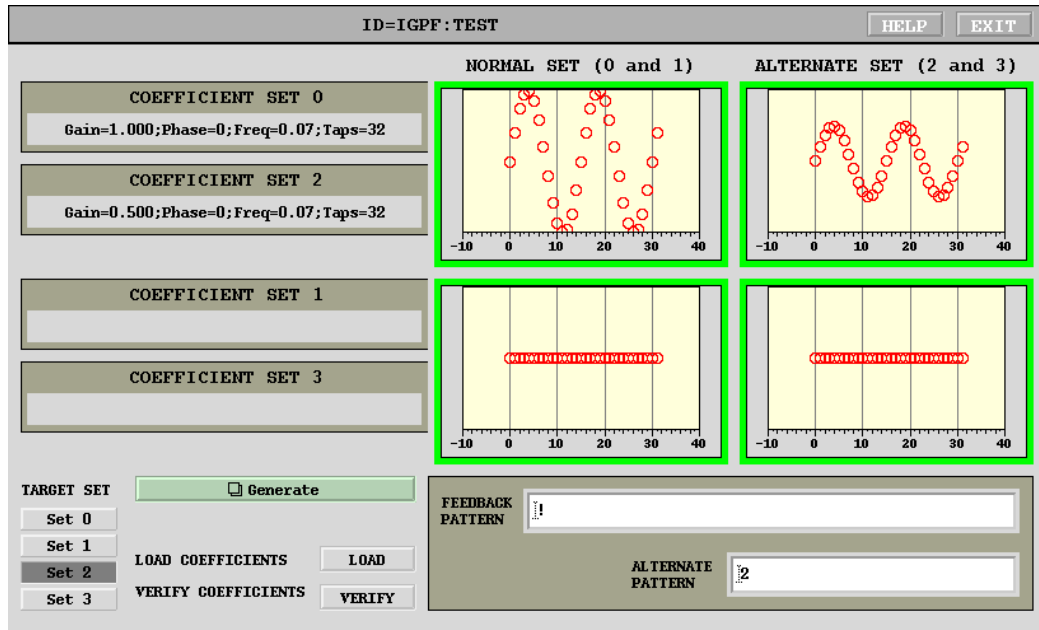 ID=IGPF:TEST
HELP
EXIT
NORMAL SET (0 and 1)
ALTERNATE SET (2 and 3)
COEFFICIENT SET 0
Gain=1.000;Phase=0;Freq=0.07;Taps=32
COEFFICIENT SET 2
Gain=0.500;Phase=0;Freq=0.07;Taps=32
-10 0 10 20 30 40
-10 0 10 20 30 40
COEFFICIENT SET 1
COEFFICIENT SET 3
-10 0 10 20 30 40
-10 0 10 20 30 40
TARGET SET
Generate
Set 0
Set 1
Set 2
Set 3
LOAD COEFFICIENTS
LOAD
VERIFY COEFFICIENTS
VERIFY
FEEDBACK
PATTERN
!
ALTERNATE
PATTERN
2